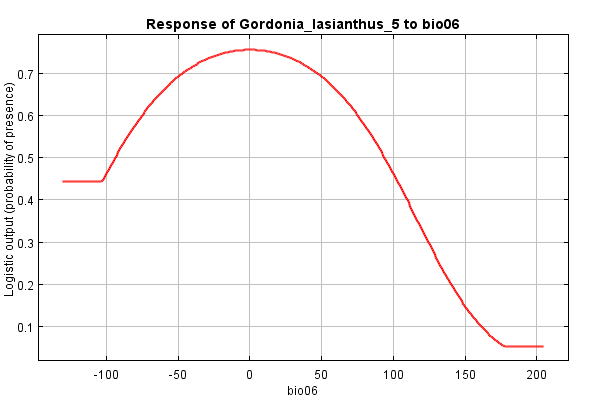 Response of Gordonia_lasianthus_5 to bio06
Logistic output (probability of presence)
0.7
0.6
0.5
0.4
0.3
0.2
0.1
-100 -50 0 50 100 150 200
bio06